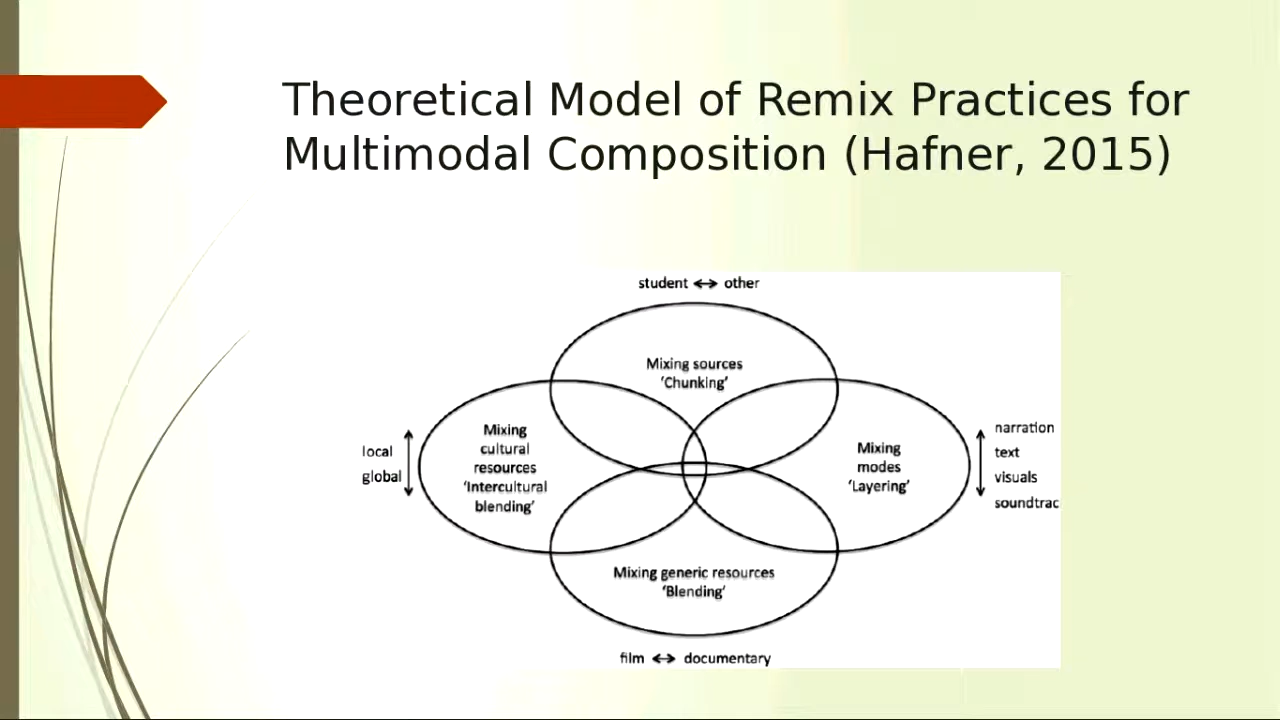 Theoretical Model of Remix Practices for
Multimodal Composition (Hafner, 2015)
student ↔ other
Mixing sources
‘Chunking’
local
global
Mixing
cultural
resources
‘Intercultural
blending’
Mixing
modes
‘Layering’
narration
text
visuals
soundtrac
Mixing generic resources
‘Blending’
film ↔ documentary